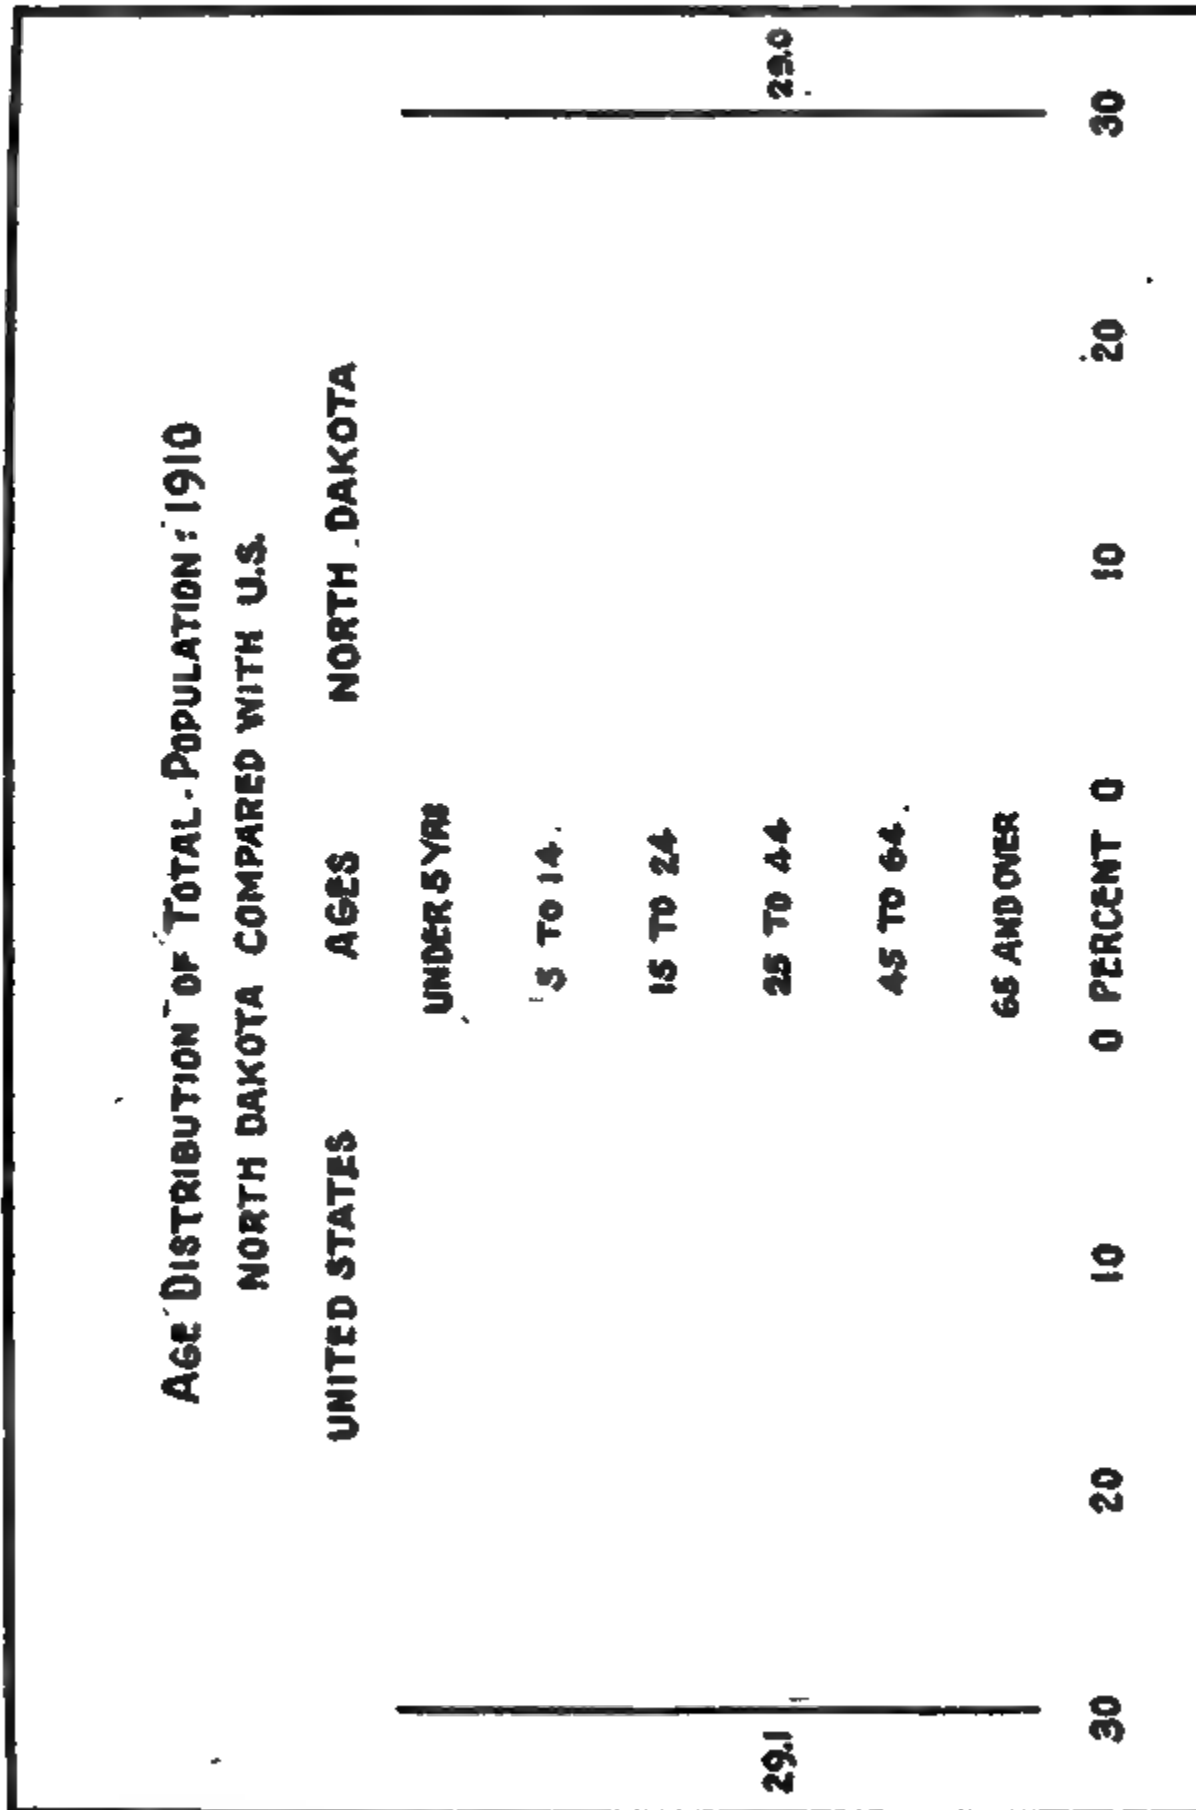 AGE DISTRIBUTION OF TOTAL POPULATION: 1910
NORTH DAKOTA COMPARED WITH U.S.
UNITED STATES AGES NORTH DAKOTA
UNDER 5 YRS
5 TO 14
15 TO 24
29.1 25 TO 44 29.0
45 TO 64
65 AND OVER
30 20 10 0 PERCENT 0 10 20 30